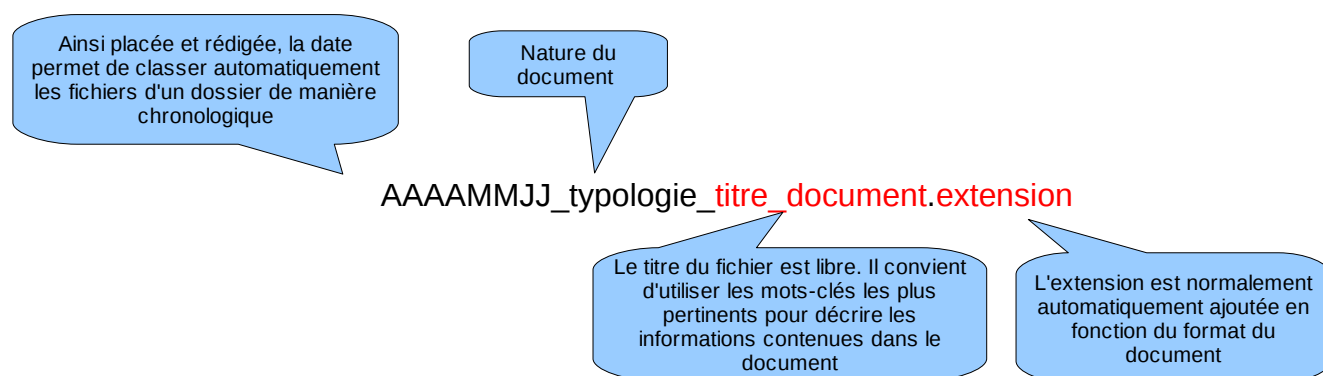 Ainsi placée et rédigée, la date
permet de classer automatiquement
les fichiers d'un dossier de manière
chronologique
Nature du
document
AAAAMMJJ_typologie_titre_document.extension
Le titre du fichier est libre. Il convient
d'utiliser les mots-clés les plus
pertinents pour décrire les
informations contenues dans le
document
L'extension est normalement
automatiquement ajoutée en
fonction du format du
document